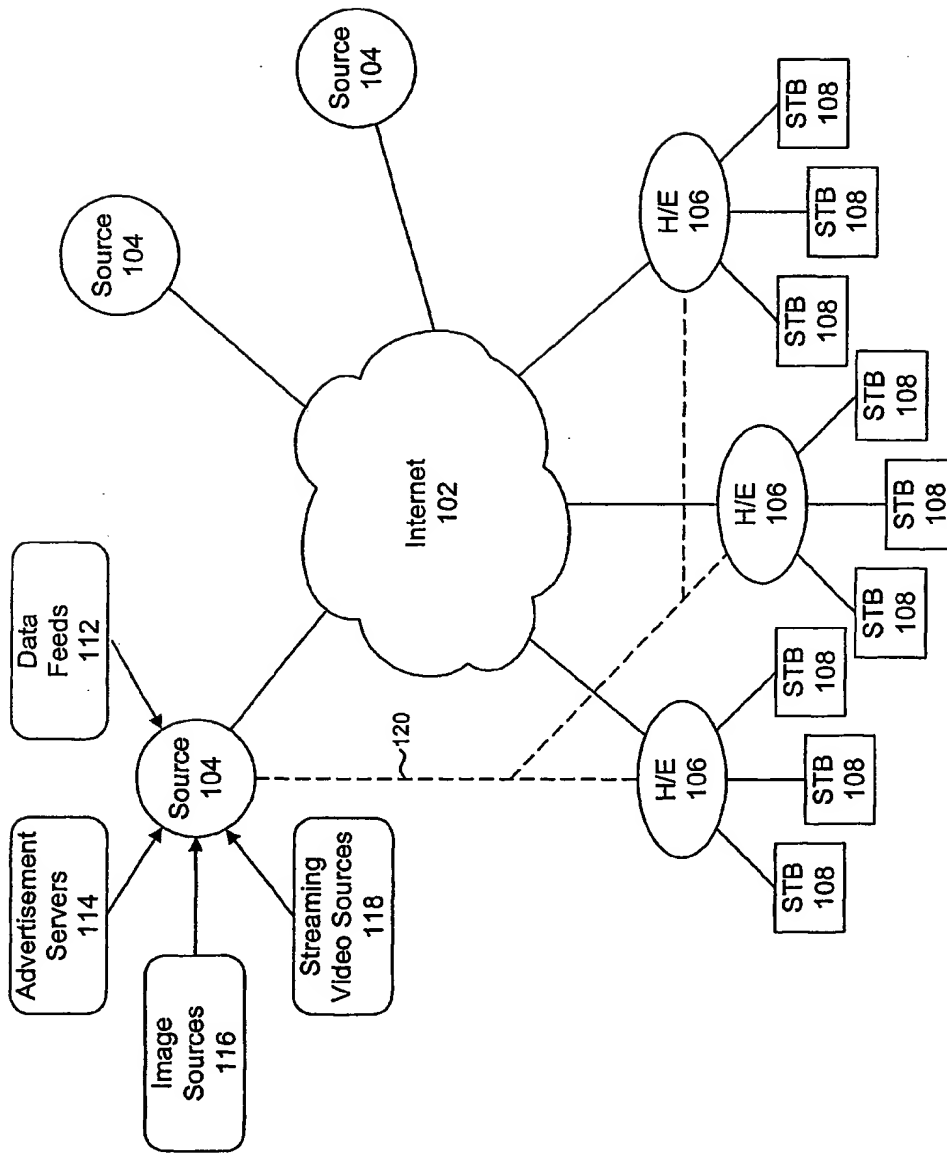 Data
Feeds
112
Advertisement
Servers
114
Image
Sources
116
Streaming
Video Sources
118
Source
104
Source
104
Source
104
Internet
102
120
H/E
106
H/E
106
H/E
106
STB
108
STB
108
STB
108
STB
108
STB
108
STB
108
STB
108
STB
108
STB
108